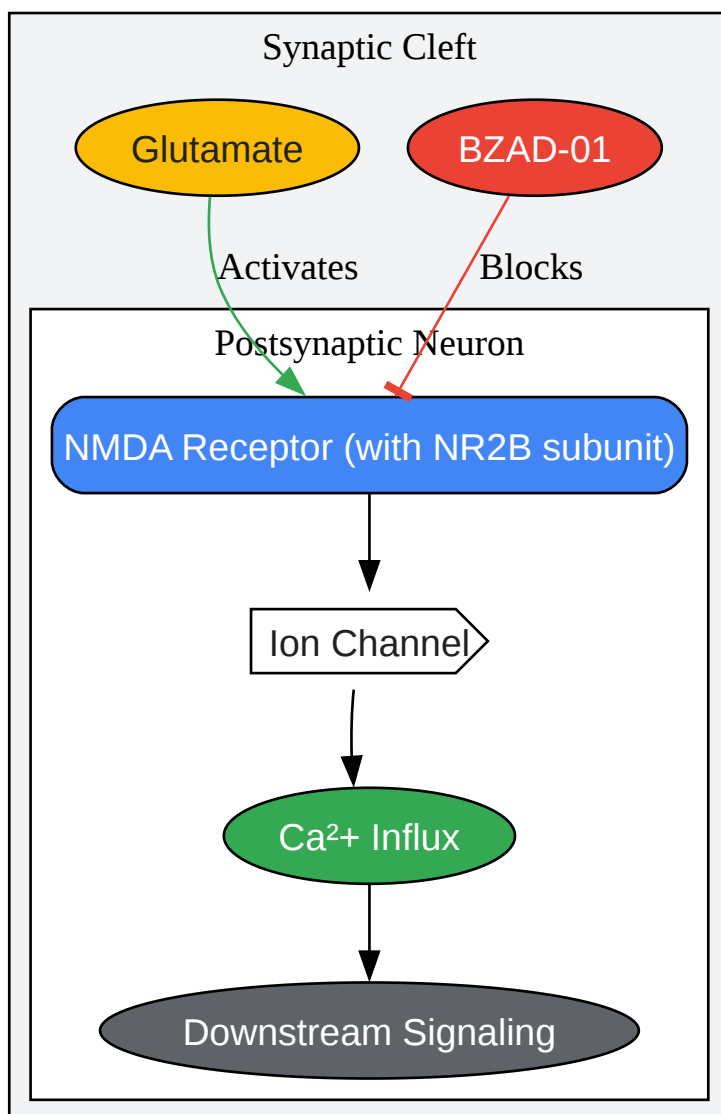 Synaptic Cleft
Glutamate
BZAD-01
Activates
Blocks
Postsynaptic Neuron
NMDA Receptor (with NR2B subunit)
Ion Channel
Ca²+ Influx
Downstream Signaling